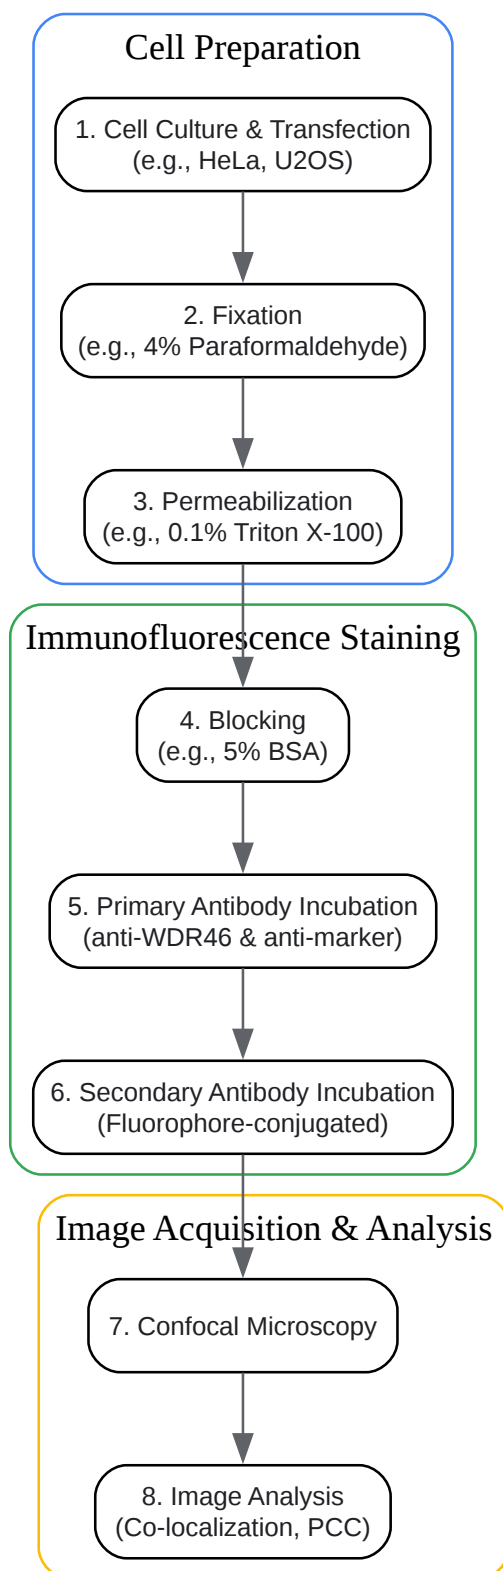 Cell Preparation
1. Cell Culture & Transfection
(e.g., HeLa, U2OS)
2. Fixation
(e.g., 4% Paraformaldehyde)
3. Permeabilization
(e.g., 0.1% Triton X-100)
Immunofluorescence Staining
4. Blocking
(e.g., 5% BSA)
5. Primary Antibody Incubation
(anti-WDR46 & anti-marker)
6. Secondary Antibody Incubation
(Fluorophore-conjugated)
Image Acquisition & Analysis
7. Confocal Microscopy
8. Image Analysis
(Co-localization, PCC)